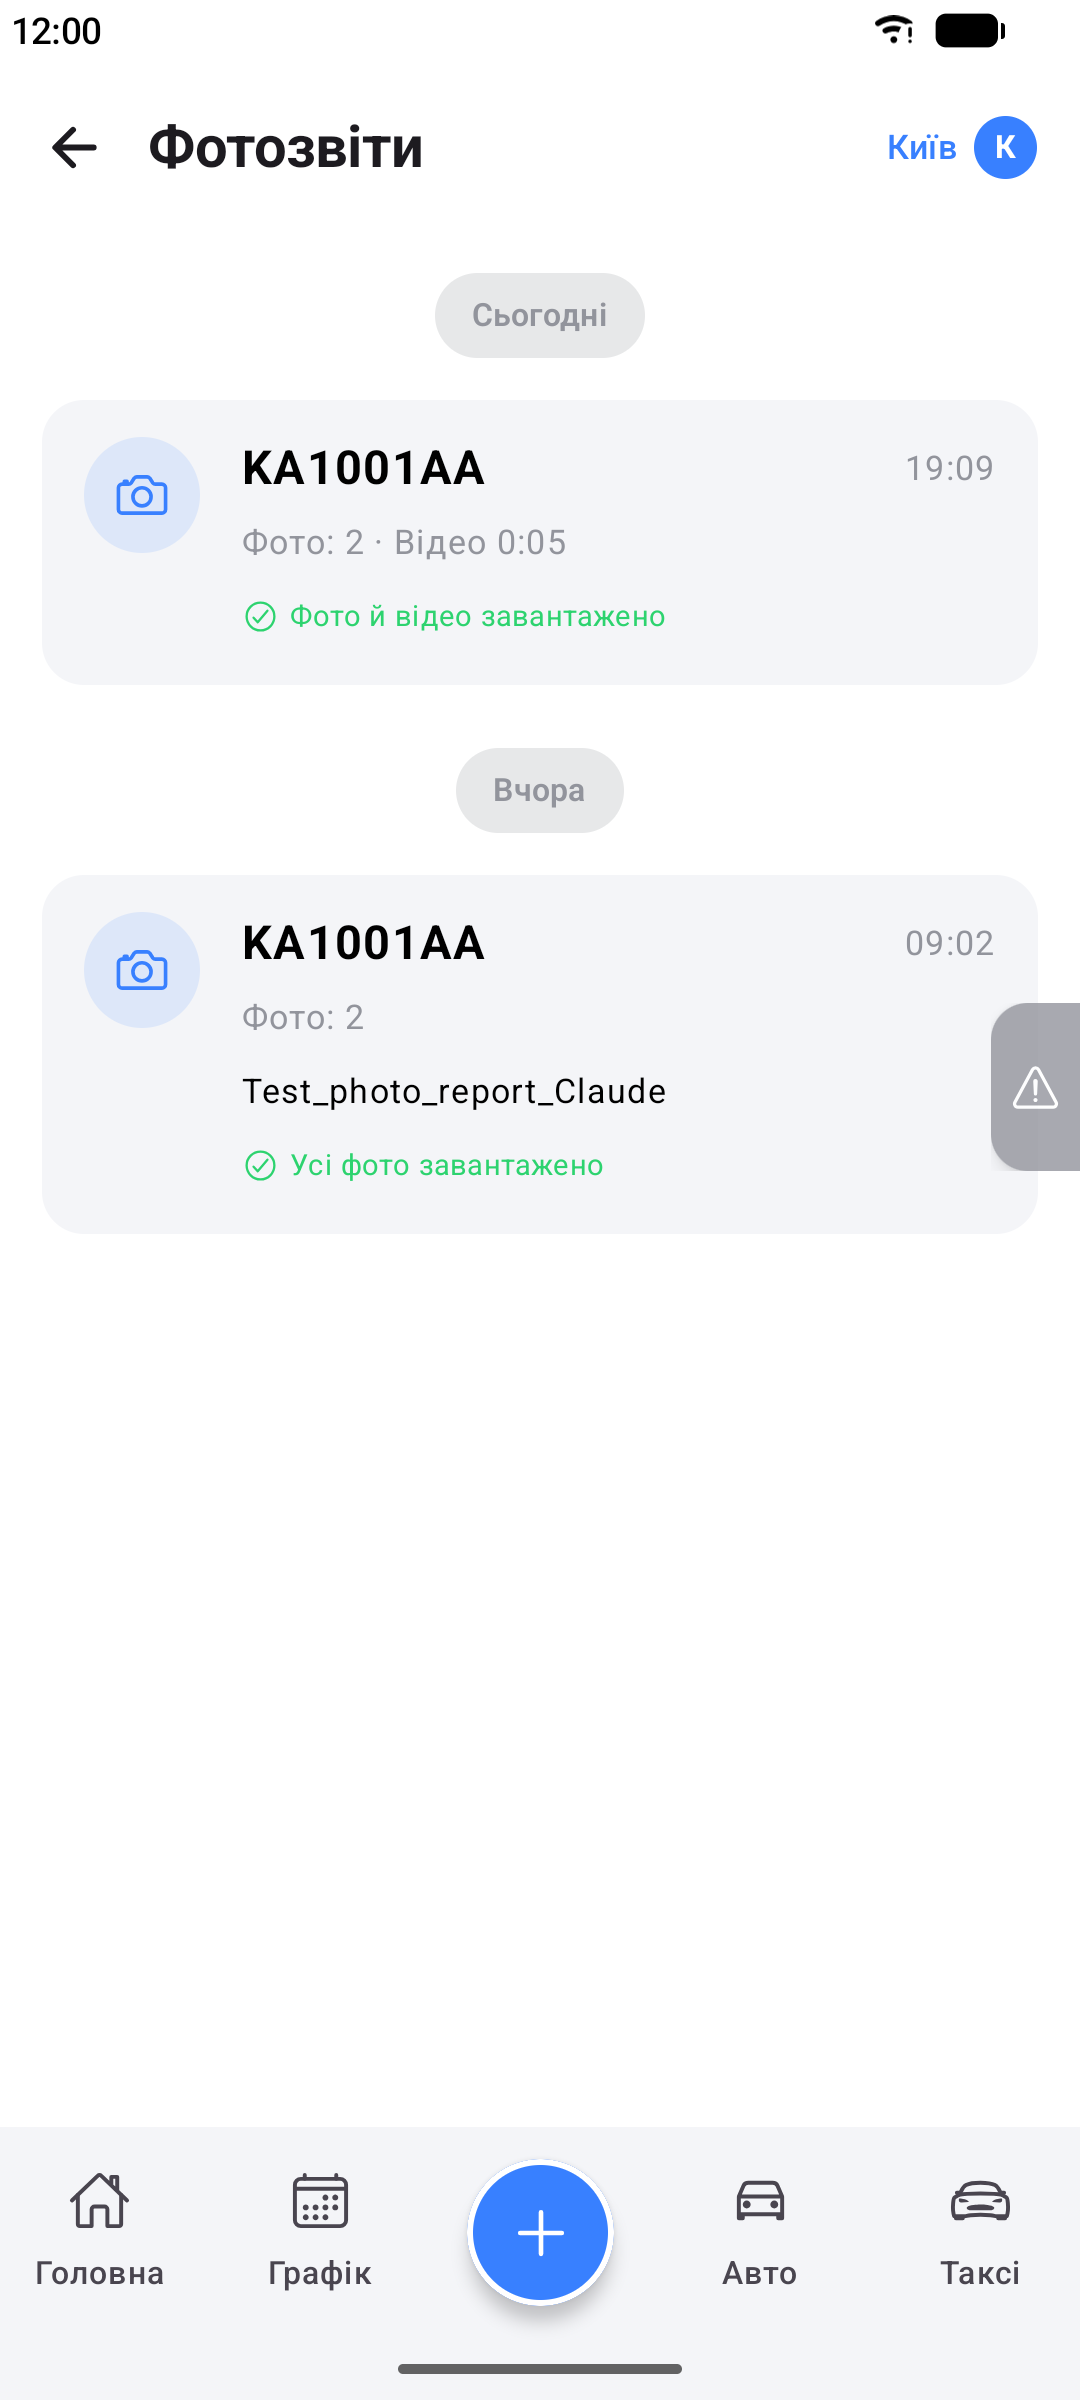 12:00
Фотозвіти
Київ
К
Сьогодні
KA1001AA
19:09
Фото: 2 · Відео 0:05
Фото й відео завантажено
Вчора
KA1001AA
09:02
Фото: 2
Test_photo_report_Claude
Усі фото завантажено
Головна
Графік
Авто
Таксі